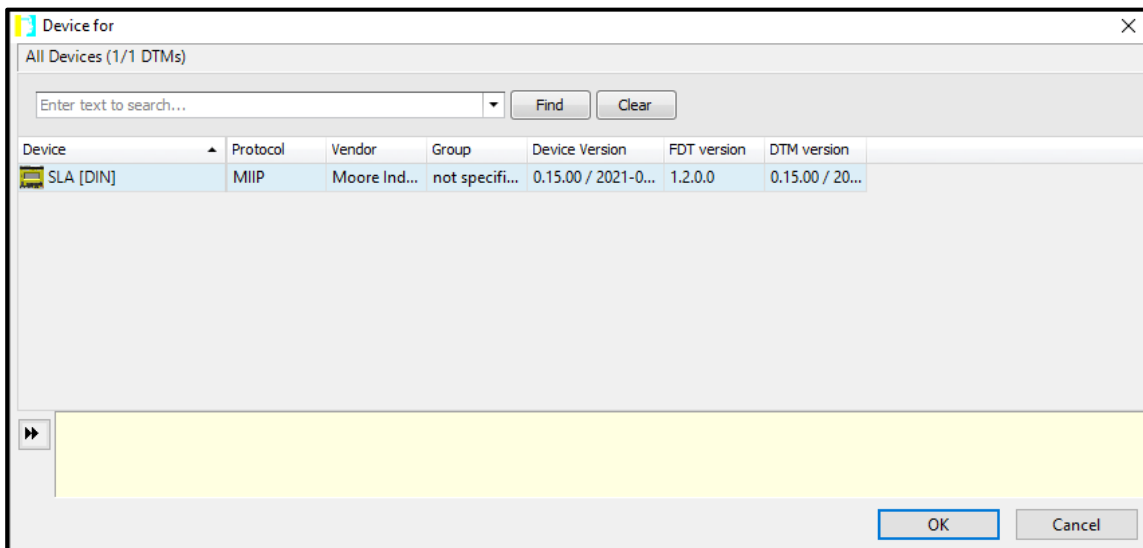 Device for
All Devices (1/1 DTMs)
Enter text to search... Find Clear
Device Protocol Vendor Group Device Version FDT version DTM version
SLA [DIN] MIIP Moore Ind... not specifi... 0.15.00 / 2021-0... 1.2.0.0 0.15.00 / 20...
OK Cancel